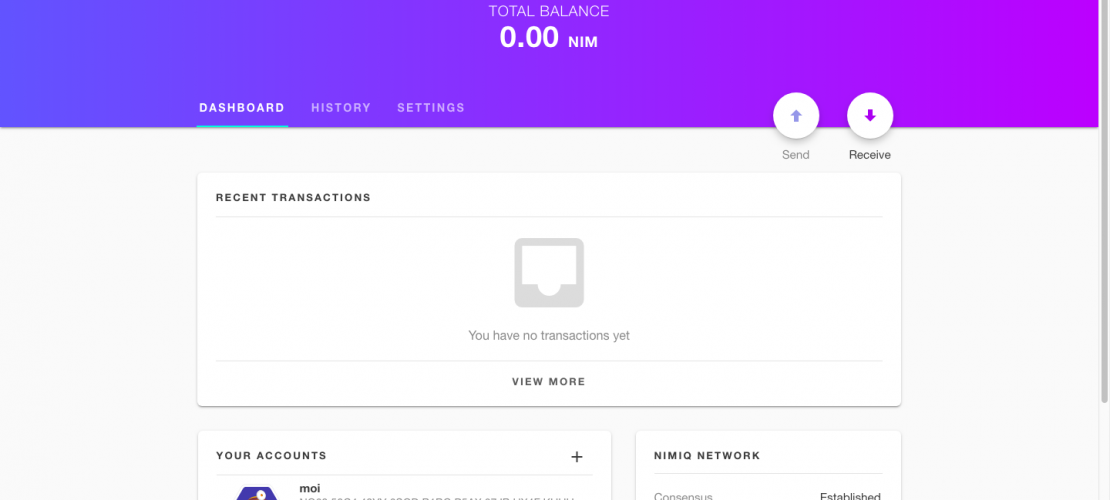 TOTAL BALANCE
0.00 NIM
DASHBOARD HISTORY SETTINGS
Send Receive
RECENT TRANSACTIONS
You have no transactions yet
VIEW MORE
YOUR ACCOUNTS +
NIMIQ NETWORK
moi
Consensus Established